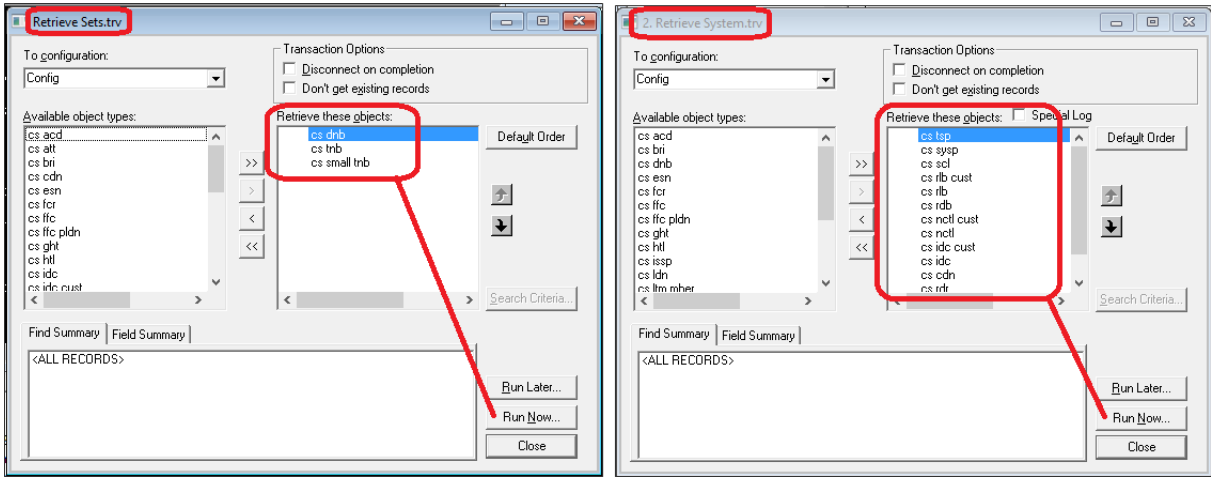 Retrieve Sets.trv
To configuration:
Config
Transaction Options
Disconnect on completion
Don't get existing records
Available object types:
cs acd
cs att
cs bri
cs cdn
cs esn
cs fcr
cs ffc
cs ffc pldn
cs ght
cs htl
cs idc
cs idc cust
>>
>
<
<<
Retrieve these objects:
cs dnb
cs tnb
cs small tnb
Default Order
Search Criteria...
Find Summary
Field Summary
<ALL RECORDS>
Run Later...
Run Now...
Close
2. Retrieve System.trv
To configuration:
Config
Transaction Options
Disconnect on completion
Don't get existing records
Available object types:
cs acd
cs bri
cs dnb
cs esn
cs fcr
cs ffc
cs ffc pldn
cs ght
cs htl
cs issp
cs ldn
cs ltm mber
>>
>
<
<<
Retrieve these objects:
Special Log
cs tsp
cs sysp
cs scl
cs rlb cust
cs rlb
cs rdb
cs nctl cust
cs nctl
cs idc cust
cs idc
cs cdn
cs rdr
Default Order
Search Criteria...
Find Summary
Field Summary
<ALL RECORDS>
Run Later...
Run Now...
Close